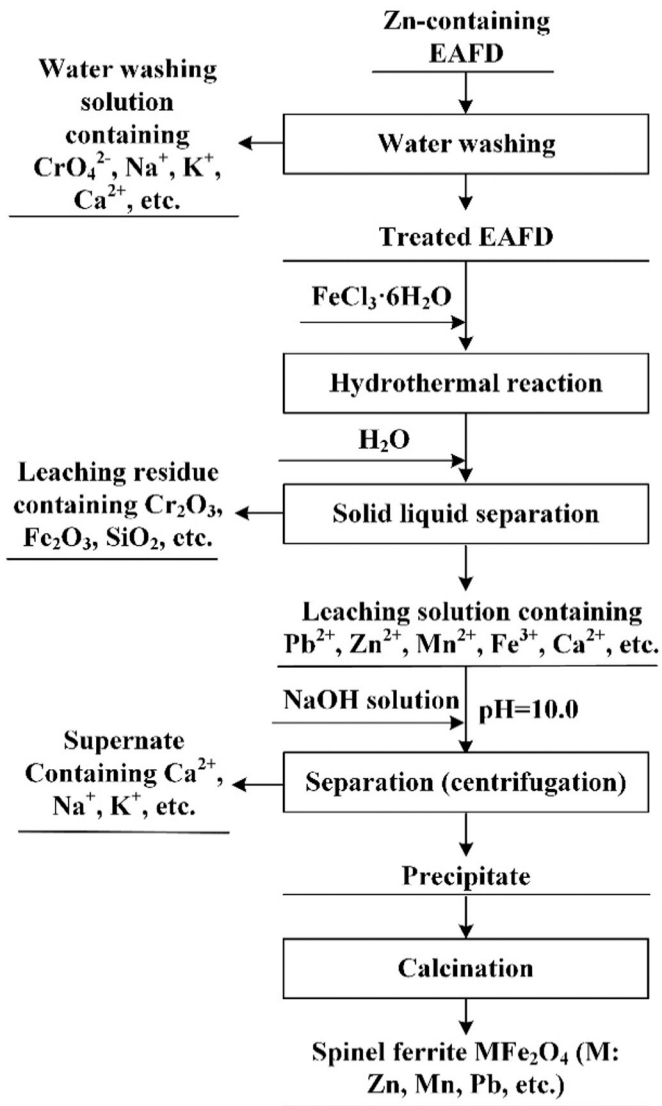 Zn-containing
EAFD
Water washing
solution
containing
CrO₄²⁻, Na⁺, K⁺,
Ca²⁺, etc.
Water washing
Treated EAFD
FeCl₃·6H₂O
Hydrothermal reaction
H₂O
Leaching residue
containing Cr₂O₃,
Fe₂O₃, SiO₂, etc.
Solid liquid separation
Leaching solution containing
Pb²⁺, Zn²⁺, Mn²⁺, Fe³⁺, Ca²⁺, etc.
NaOH solution
pH=10.0
Supernate
Containing Ca²⁺,
Na⁺, K⁺, etc.
Separation (centrifugation)
Precipitate
Calcination
Spinel ferrite MFe₂O₄ (M:
Zn, Mn, Pb, etc.)